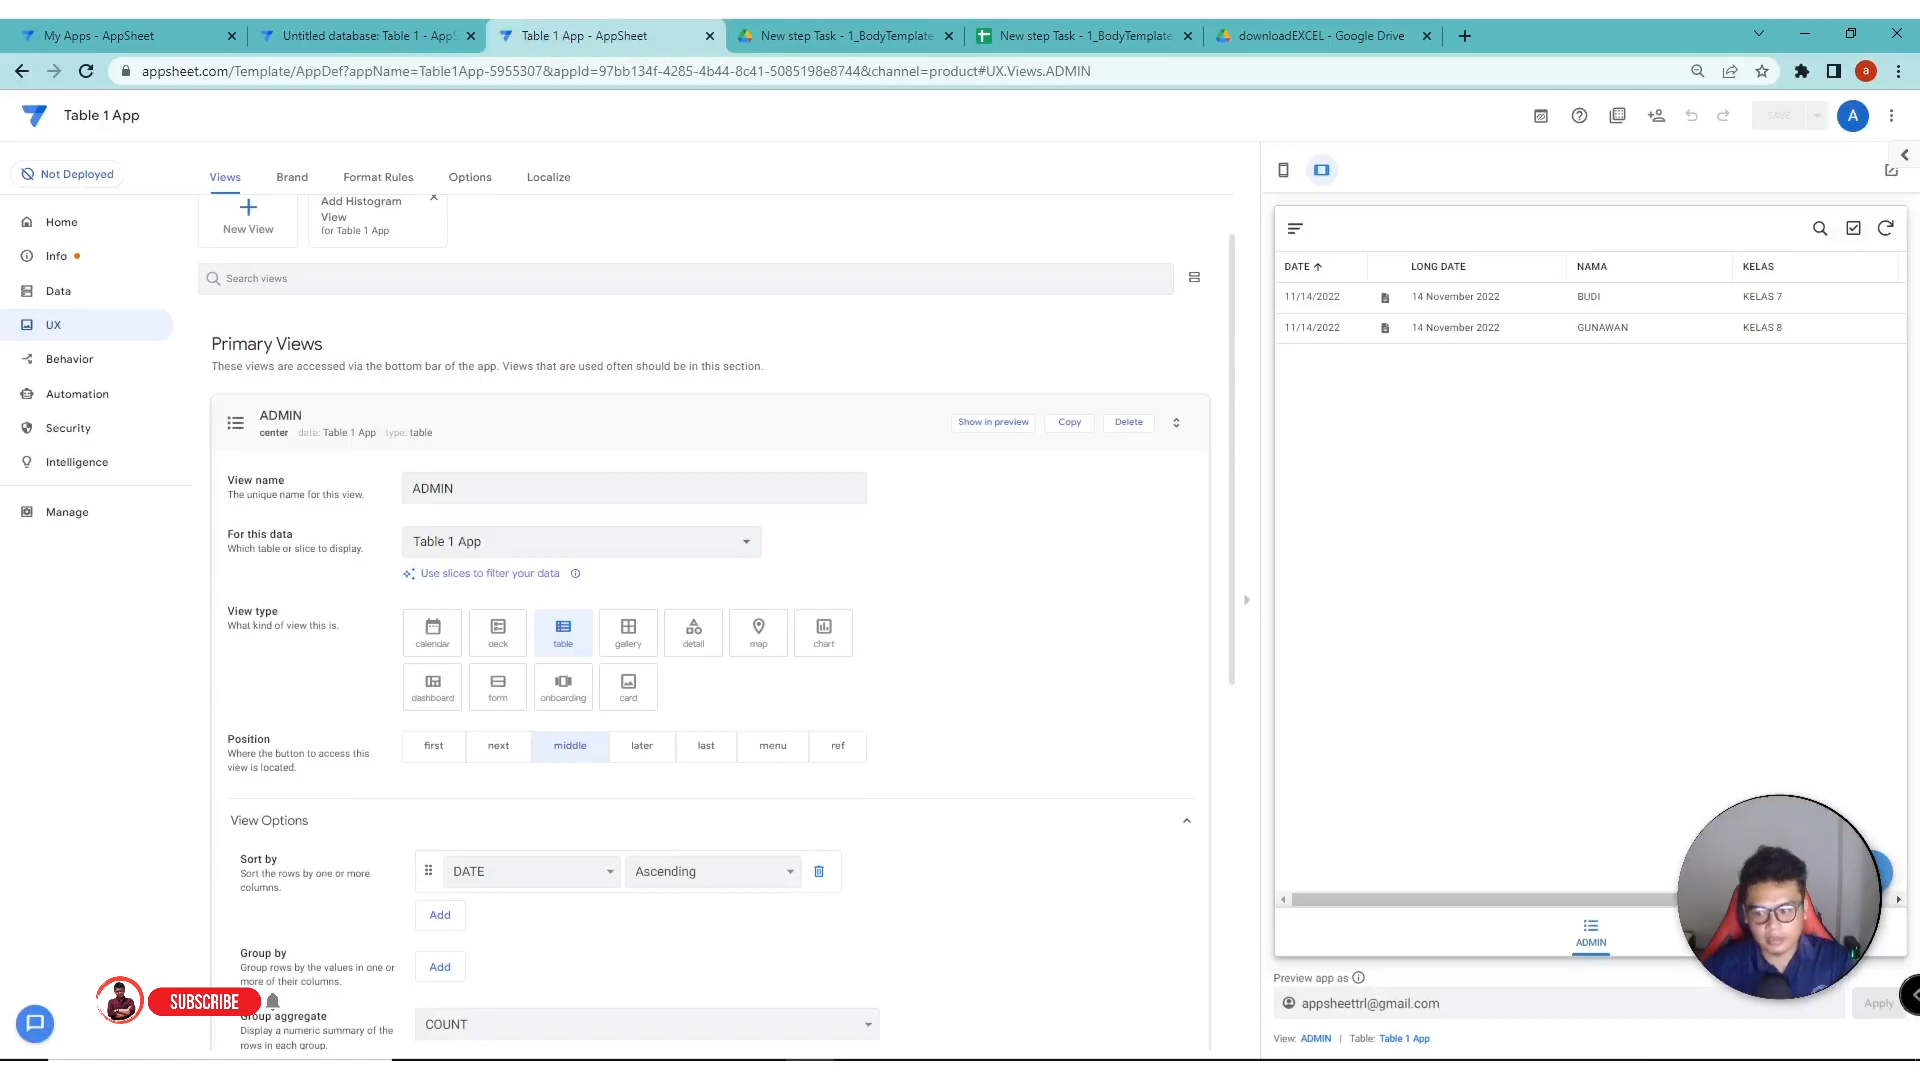 My Apps - AppSheet
Untitled database: Table 1 - AppS
Table 1 App - AppSheet
New step Task - 1_BodyTemplate
New step Task - 1_BodyTemplate
downloadEXCEL - Google Drive
appsheet.com/Template/AppDef?appName=Table1App-5955307&appId=97bb134f-4285-4b44-8c41-5085198e8744&channel=product#UX.Views.ADMIN
a
Table 1 App
SAVE
A
Not Deployed
Home
Info
Data
UX
Behavior
Automation
Security
Intelligence
Manage
Views
Brand
Format Rules
Options
Localize
New View
Add Histogram
View
for Table 1 App
Search views
Primary Views
These views are accessed via the bottom bar of the app. Views that are used often should be in this section.
ADMIN
center data: Table 1 App type: table
Show in preview
Copy
Delete
View name
The unique name for this view.
ADMIN
For this data
Which table or slice to display.
Table 1 App
Use slices to filter your data
View type
What kind of view this is.
calendar
deck
table
gallery
detail
map
chart
dashboard
form
onboarding
card
Position
Where the button to access this
view is located.
first
next
middle
later
last
menu
ref
View Options
Sort by
Sort the rows by one or more
columns.
DATE
Ascending
Add
Group by
Group rows by the values in one or
more of their columns.
Add
Group aggregate
Display a numeric summary of the
rows in each group.
COUNT
SUBSCRIBE
DATE
LONG DATE
NAMA
KELAS
11/14/2022
14 November 2022
BUDI
KELAS 7
11/14/2022
14 November 2022
GUNAWAN
KELAS 8
ADMIN
Preview app as
appsheettrl@gmail.com
Apply
View: ADMIN | Table: Table 1 App